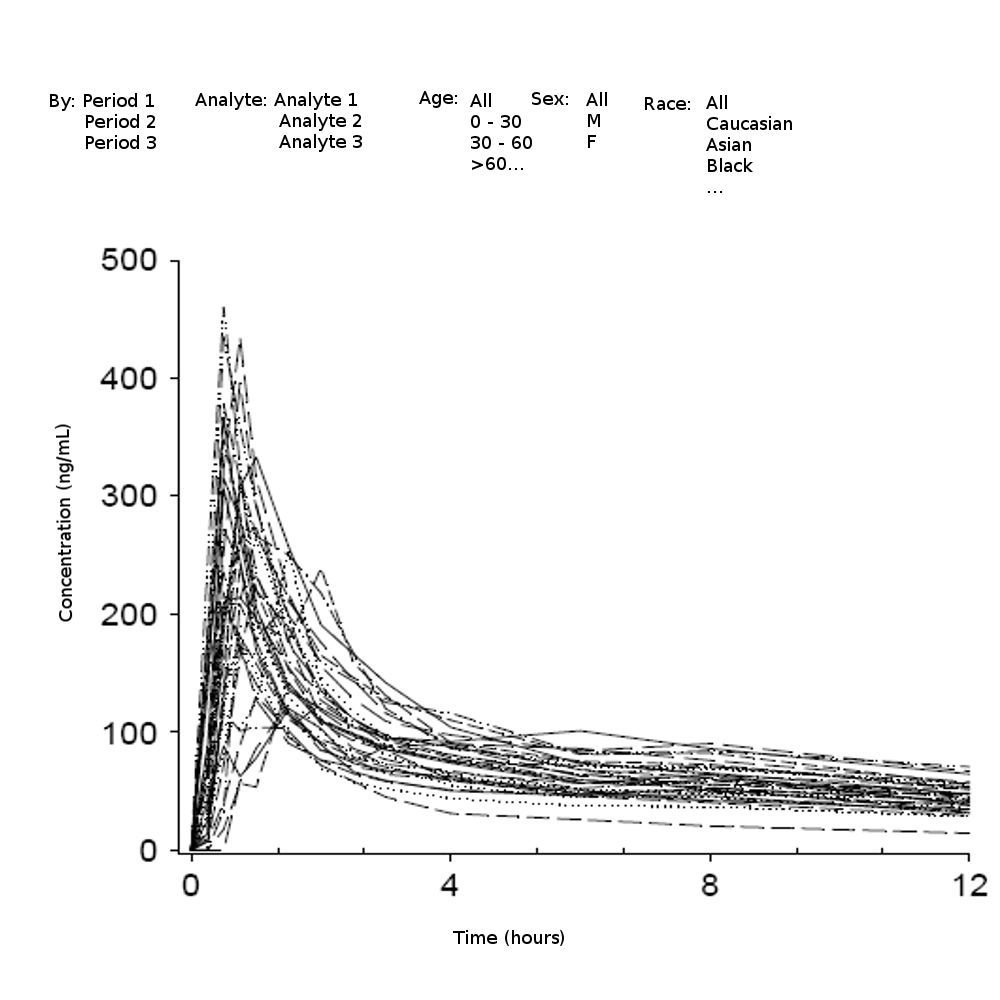 By: Period 1 Analyte: Analyte 1 Age: All Sex: All Race: All
Period 2 Analyte 2 0 - 30 M Caucasian
Period 3 Analyte 3 30 - 60 F Asian
>60... Black
...
500
400
300
200
100
0
Concentration (ng/mL)
0 4 8 12
Time (hours)